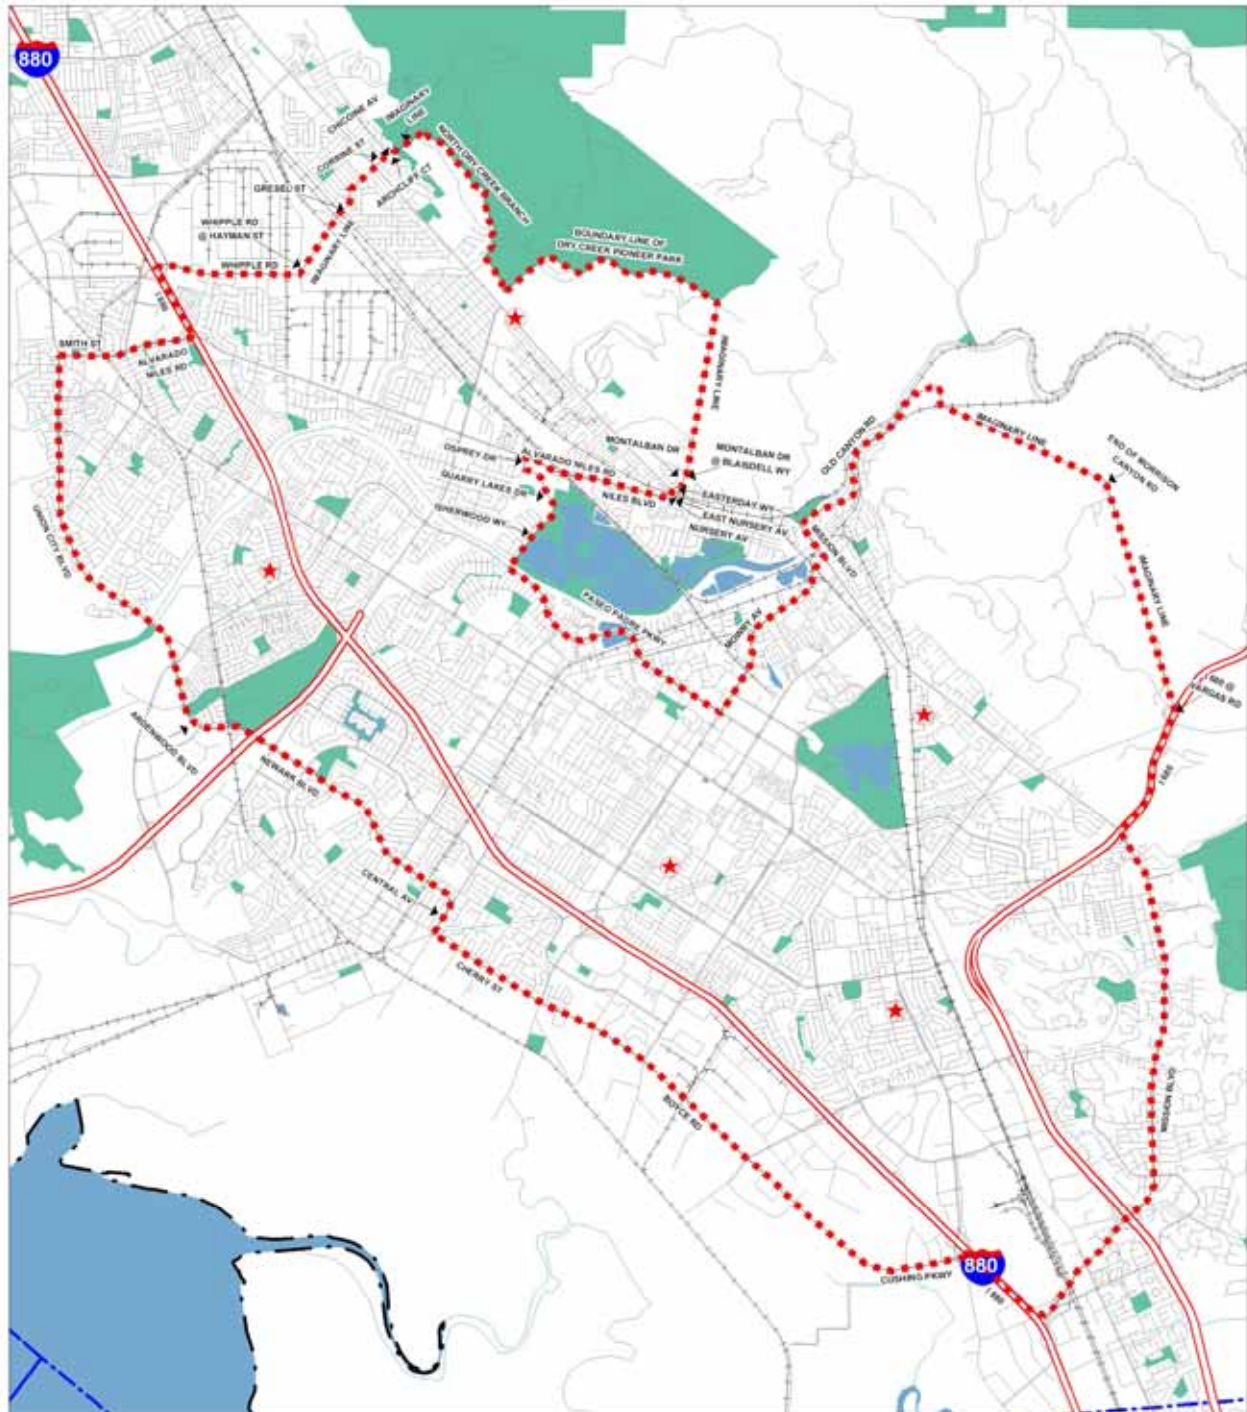 880
CHICOINE AV
IMAGINARY
LINE
CORRINE ST
NORTH DRY CREEK BRANCH
ARCHCLIFF CT
GRESEL ST
WHIPPLE RD
@ HAYMAN ST
IMAGINARY LINE
WHIPPLE RD
BOUNDARY LINE OF
DRY CREEK PIONEER PARK
I 880
SMITH ST
ALVARADO
NILES RD
IMAGINARY LINE
OLD CANYON RD
IMAGINARY LINE
MONTALBAN DR
MONTALBAN DR
@ BLAISDELL WY
END OF MORRISON
CANYON RD
OSPREY DR
ALVARADO NILES RD
QUARRY LAKES DR
NILES BLVD
EASTERDAY WY
EAST NURSERY AV
NURSERY AV
ISHERWOOD WY
MISSION BLVD
UNION CITY BLVD
IMAGINARY LINE
PASEO PADRE PKWY
MOWRY AV
I 680 @
VARGAS RD
ARDENWOOD BLVD
NEWARK BLVD
I 680
CENTRAL AV
CHERRY ST
BOYCE RD
MISSION BLVD
CUSHING PKWY
880
I 880